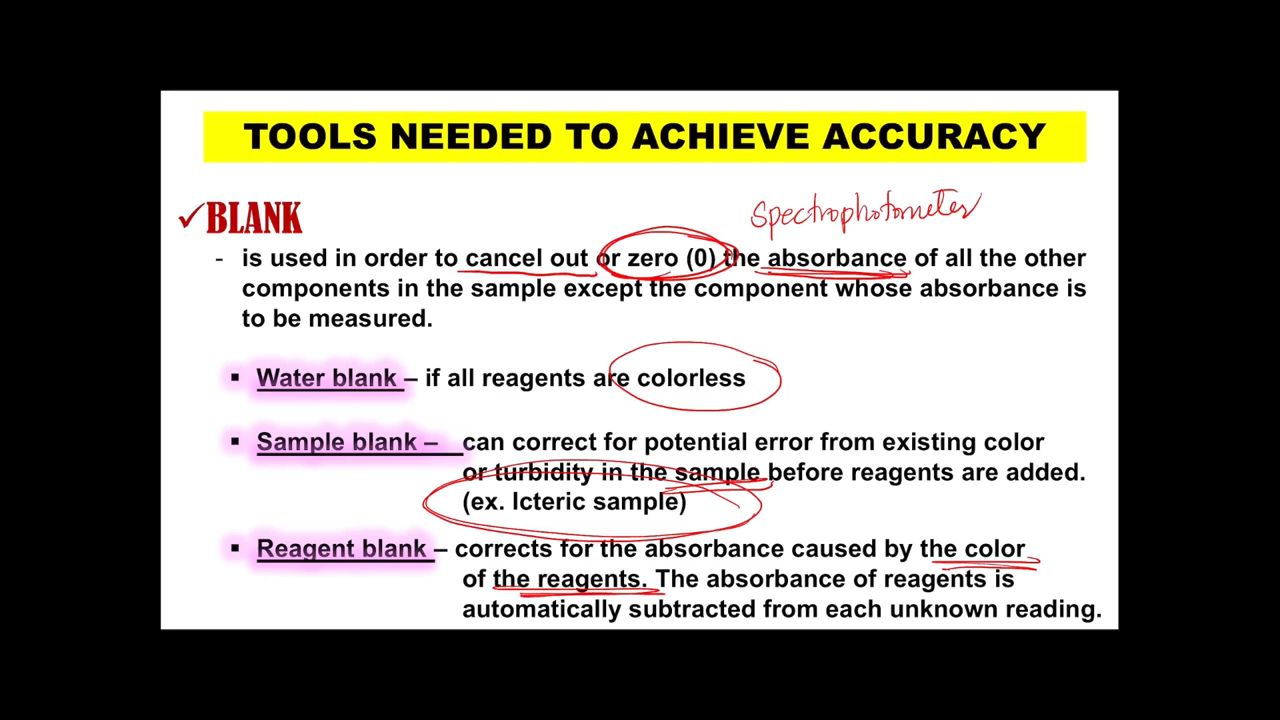 TOOLS NEEDED TO ACHIEVE ACCURACY
✓BLANK
Spectrophotometer
- is used in order to cancel out or zero (0) the absorbance of all the other
components in the sample except the component whose absorbance is
to be measured.
▪ Water blank – if all reagents are colorless
▪ Sample blank – can correct for potential error from existing color
or turbidity in the sample before reagents are added.
(ex. Icteric sample)
▪ Reagent blank – corrects for the absorbance caused by the color
of the reagents. The absorbance of reagents is
automatically subtracted from each unknown reading.